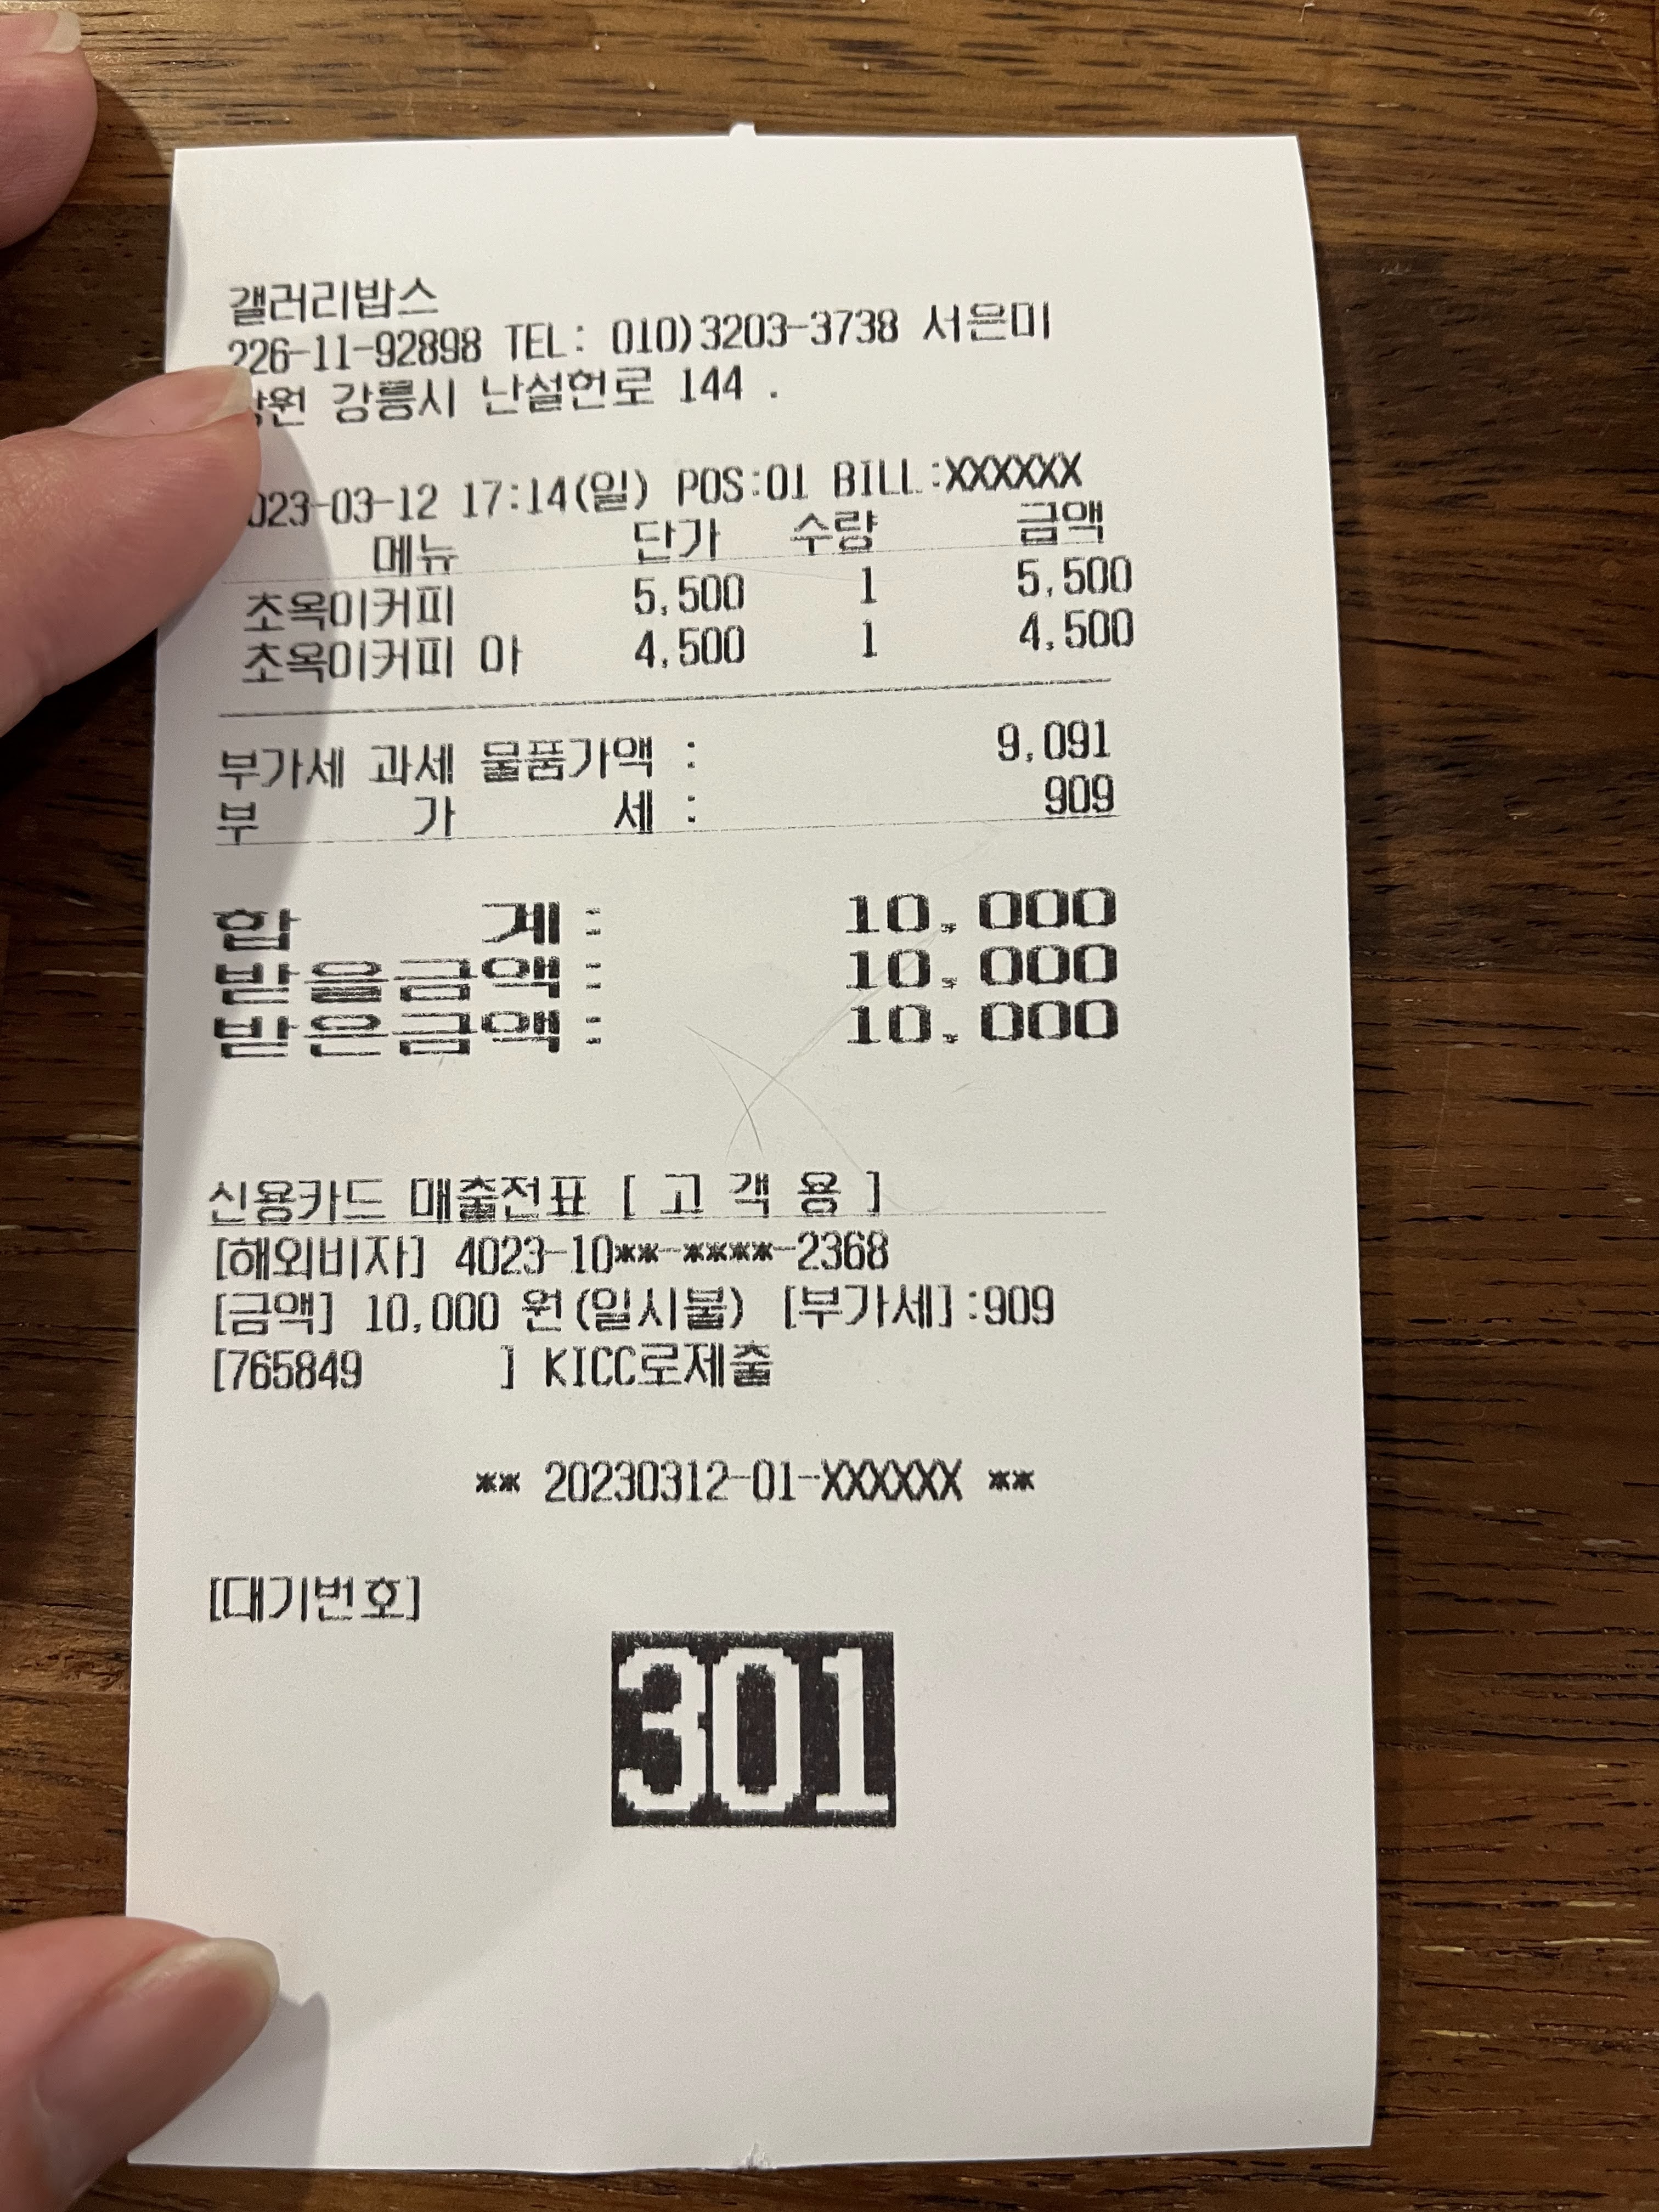 갤러리밥스
226-11-92898 TEL: 010)3203-3738 서은미
강릉시 난설헌로 144 .
03-12 17:14(일) POS:01 BILL:XXXXXX
메뉴 단가 수량 금액
초옥이커피 5,500 1 5,500
초옥이커피 아 4,500 1 4,500
부가세 과세 물품가액 : 9,091
부 가 세 : 909
합 계: 10,000
받을금액: 10,000
받은금액: 10,000
신용카드 매출전표 [ 고 객 용 ]
[해외비자] 4023-10**-****-2368
[금액] 10,000 원(일시불) [부가세]:909
[765849 ] KICC로제출
** 20230312-01-XXXXXX **
[대기번호]
301